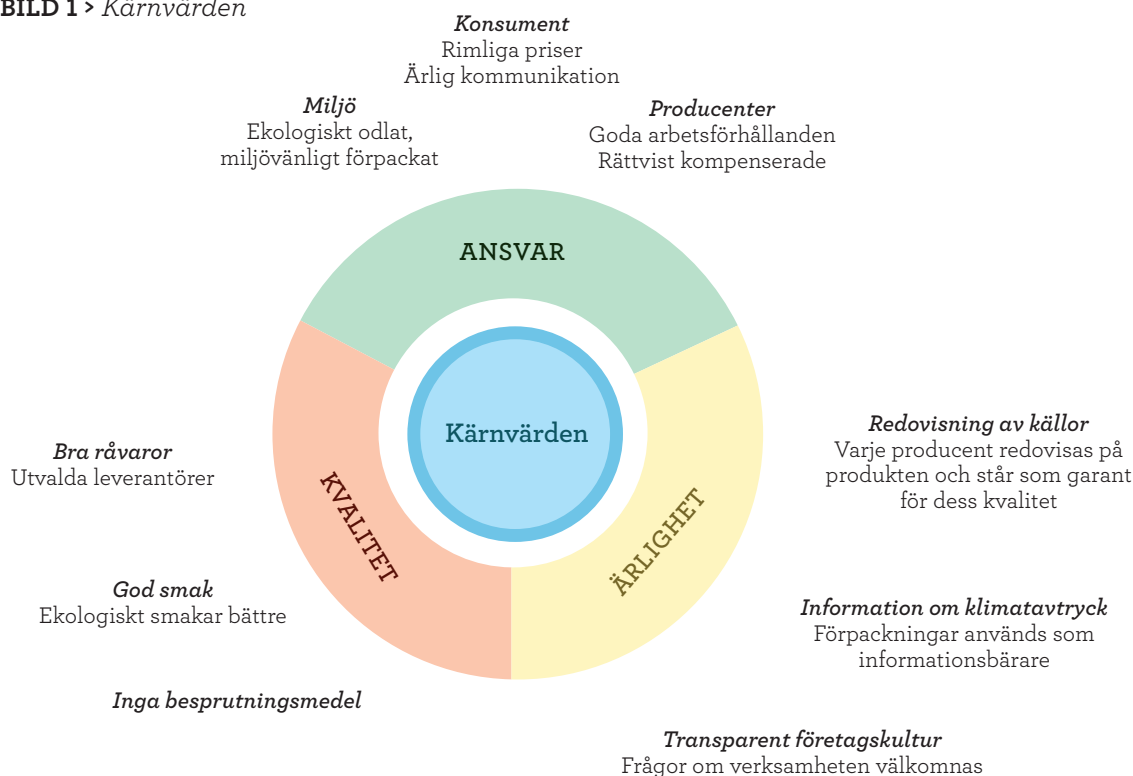 BILD 1 > Kärnvärden
Konsument
Rimliga priser
Ärlig kommunikation
Miljö
Ekologiskt odlat,
miljövänligt förpackat
Producenter
Goda arbetsförhållanden
Rättvist kompenserade
ANSVAR
Kärnvärden
KVALITET
ÄRLIGHET
Bra råvaror
Utvalda leverantörer
God smak
Ekologiskt smakar bättre
Inga besprutningsmedel
Redovisning av källor
Varje producent redovisas på
produkten och står som garant
för dess kvalitet
Information om klimatavtryck
Förpackningar används som
informationsbärare
Transparent företagskultur
Frågor om verksamheten välkomnas